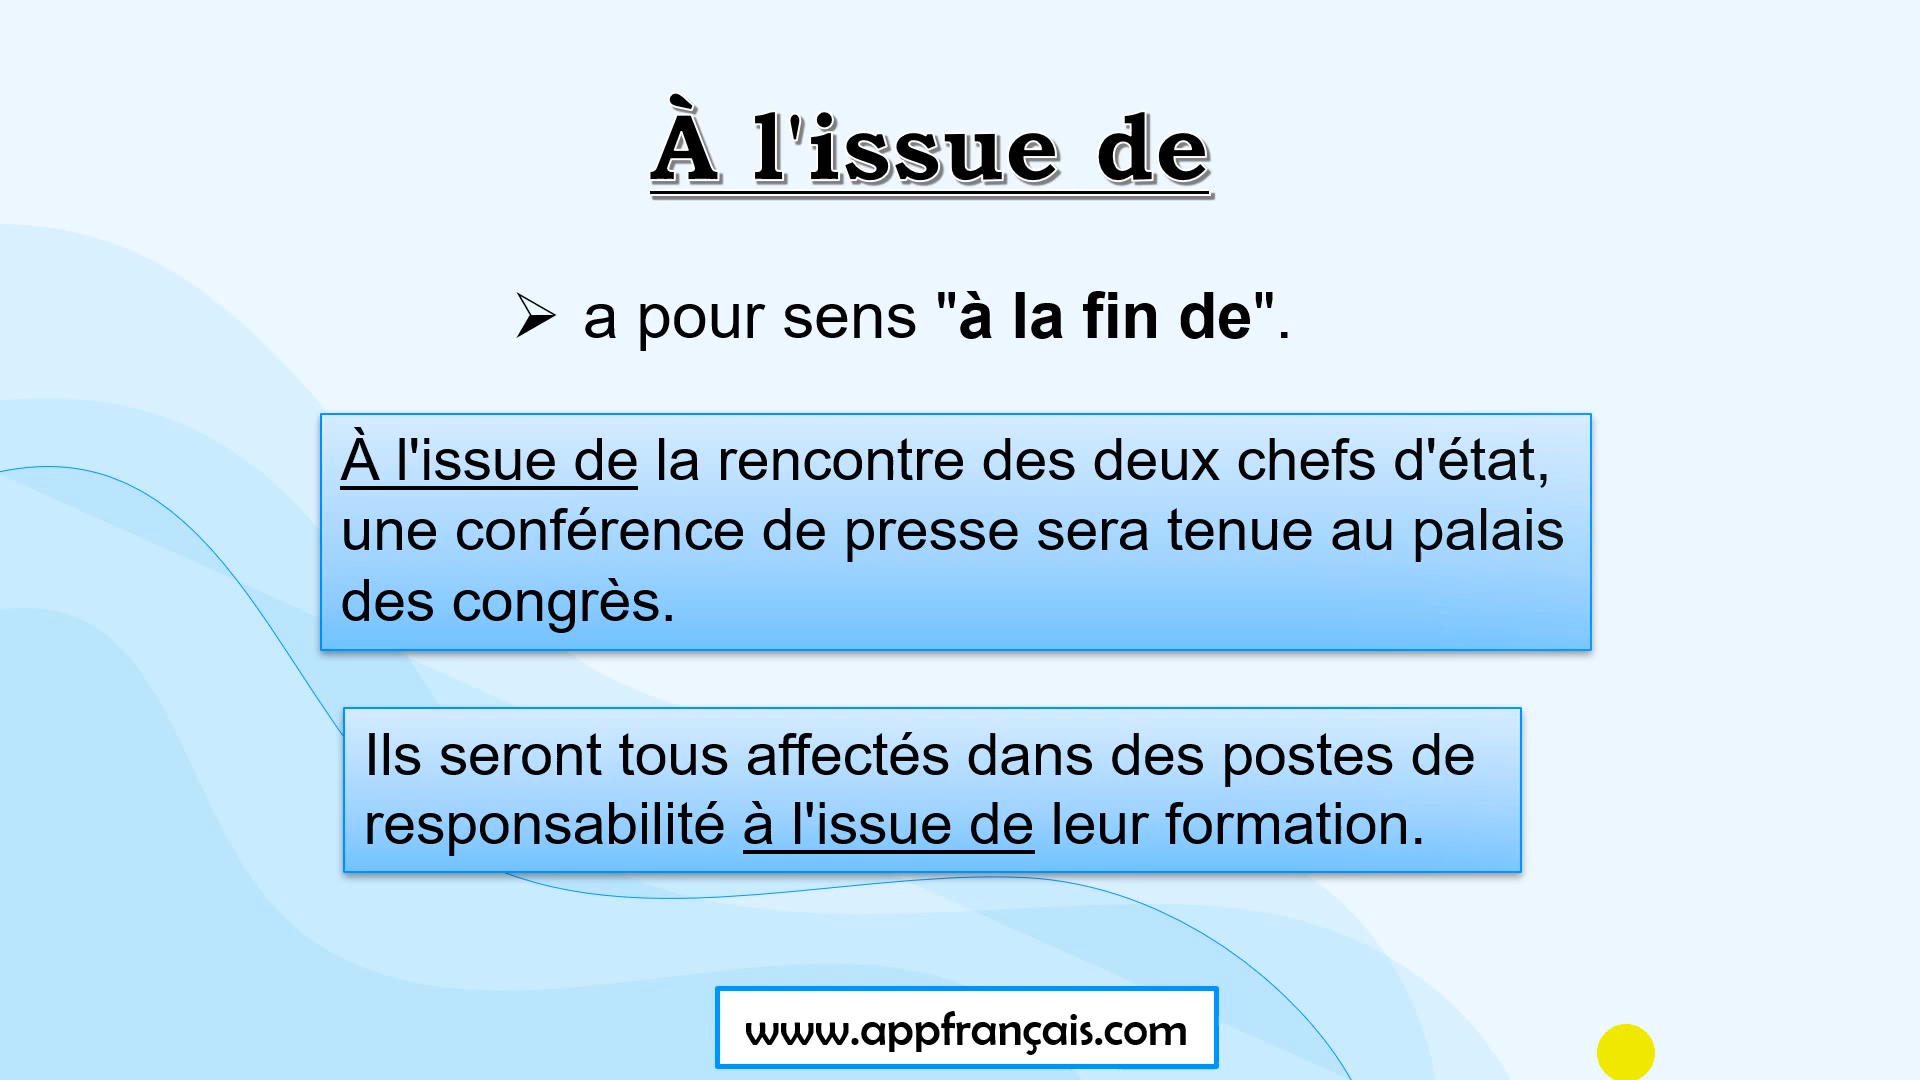 À l'issue de
➢ a pour sens "à la fin de".
À l'issue de la rencontre des deux chefs d'état,
une conférence de presse sera tenue au palais
des congrès.
Ils seront tous affectés dans des postes de
responsabilité à l'issue de leur formation.
www.appfrançais.com